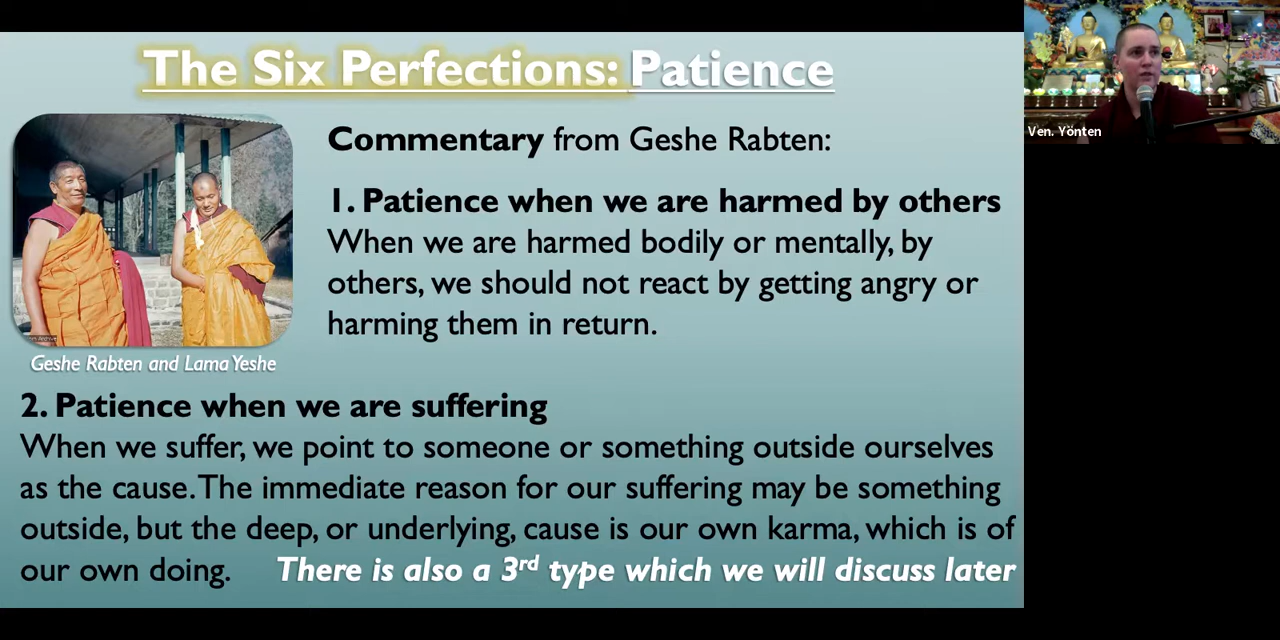 The Six Perfections: Patience
Commentary from Geshe Rabten:
1. Patience when we are harmed by others
When we are harmed bodily or mentally, by
others, we should not react by getting angry or
harming them in return.
Geshe Rabten and Lama Yeshe
2. Patience when we are suffering
When we suffer, we point to someone or something outside ourselves
as the cause. The immediate reason for our suffering may be something
outside, but the deep, or underlying, cause is our own karma, which is of
our own doing. There is also a 3rd type which we will discuss later
Ven. Yönten